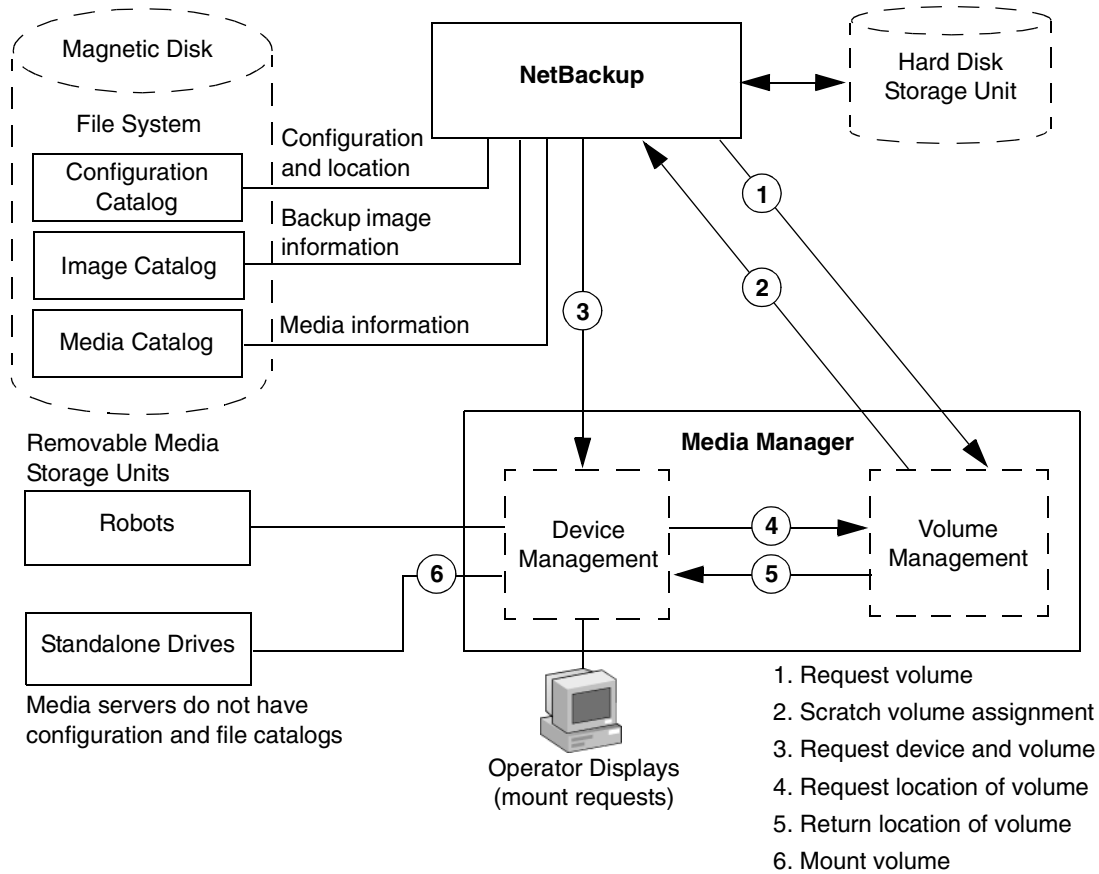 Magnetic Disk
File System
Configuration
Catalog
Image Catalog
Media Catalog
Configuration
and location
Backup image
information
Media information
NetBackup
Hard Disk
Storage Unit
1
2
3
Removable Media
Storage Units
Robots
Standalone Drives
Media servers do not have
configuration and file catalogs
Media Manager
Device
Management
4
5
6
Volume
Management
Operator Displays
(mount requests)
1. Request volume
2. Scratch volume assignment
3. Request device and volume
4. Request location of volume
5. Return location of volume
6. Mount volume